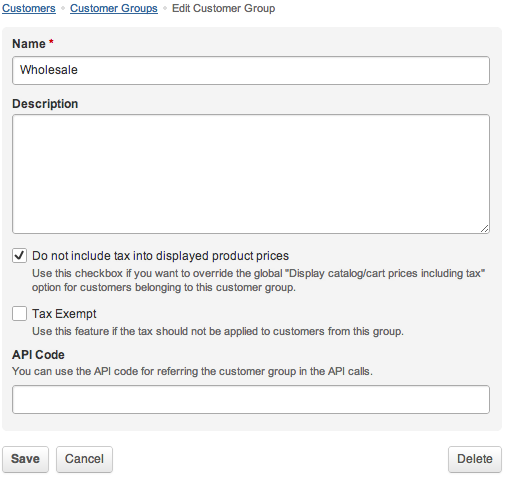 Customers • Customer Groups • Edit Customer Group
Name *
Wholesale
Description
Do not include tax into displayed product prices
Use this checkbox if you want to override the global "Display catalog/cart prices including tax"
option for customers belonging to this customer group.
Tax Exempt
Use this feature if the tax should not be applied to customers from this group.
API Code
You can use the API code for referring the customer group in the API calls.
Save Cancel Delete